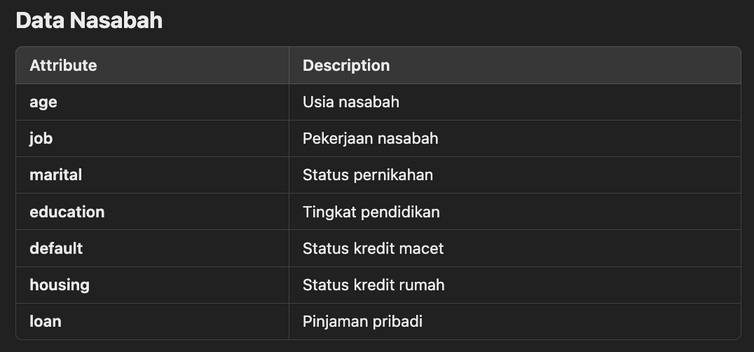 Data Nasabah
Attribute Description
age Usia nasabah
job Pekerjaan nasabah
marital Status pernikahan
education Tingkat pendidikan
default Status kredit macet
housing Status kredit rumah
loan Pinjaman pribadi